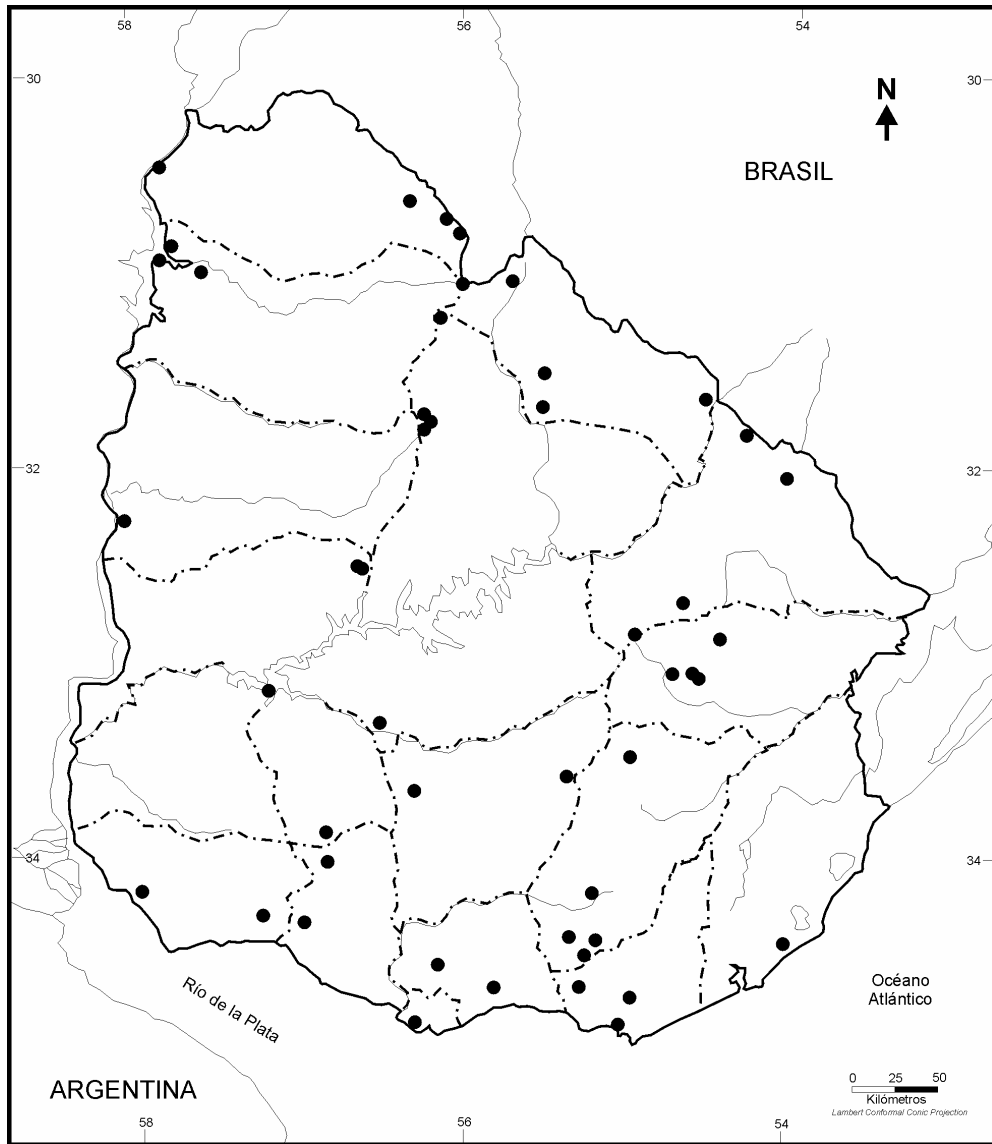 58 56 54
30 30
N
BRASIL
32 32
34 34
Océano
Atlántico
Río de la Plata
ARGENTINA
0 25 50
Kilómetros
Lambert Conformal Conic Projection
58 56 54